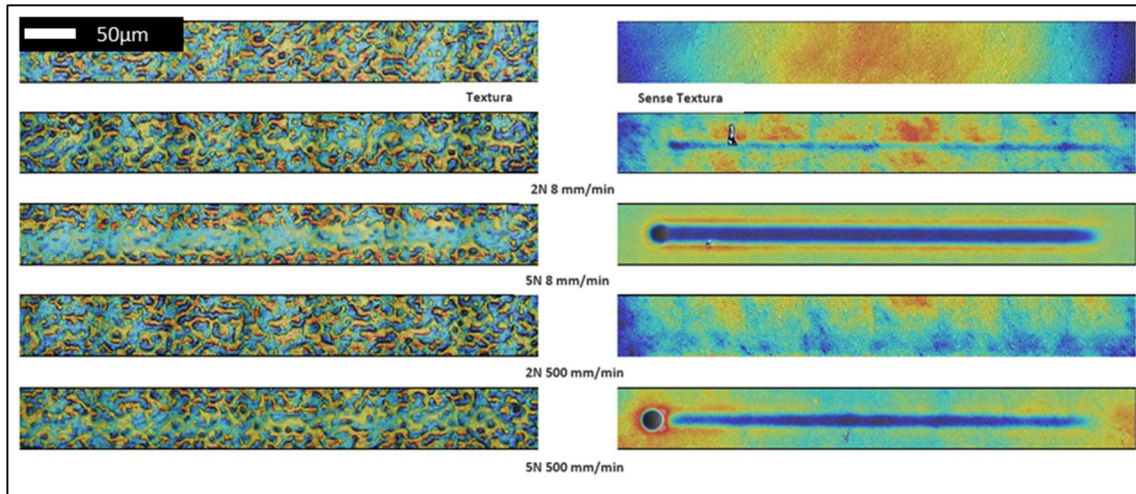 50µm
Textura
Sense Textura
2N 8 mm/min
5N 8 mm/min
2N 500 mm/min
5N 500 mm/min